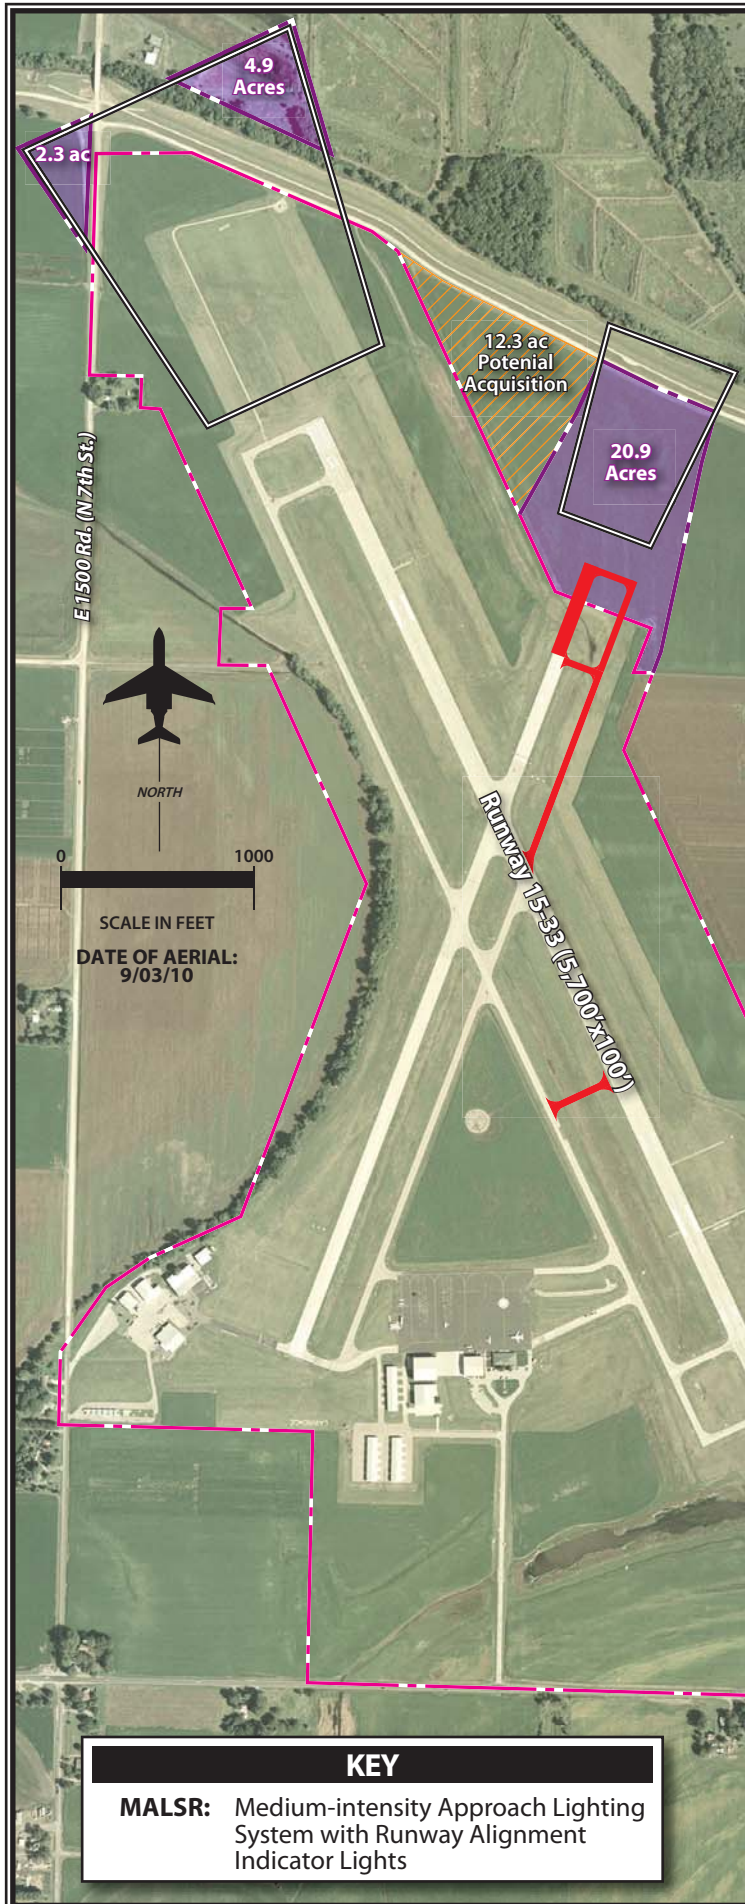 4.9
Acres
2.3 ac
12.3 ac
Potenial
Acquisition
20.9
Acres
E 1500 Rd. (N 7th St.)
NORTH
Runway 15-33 (5,700'x100')
0 1000
SCALE IN FEET
DATE OF AERIAL:
9/03/10
LAWRENCE
KEY
MALSR: Medium-intensity Approach Lighting
System with Runway Alignment
Indicator Lights